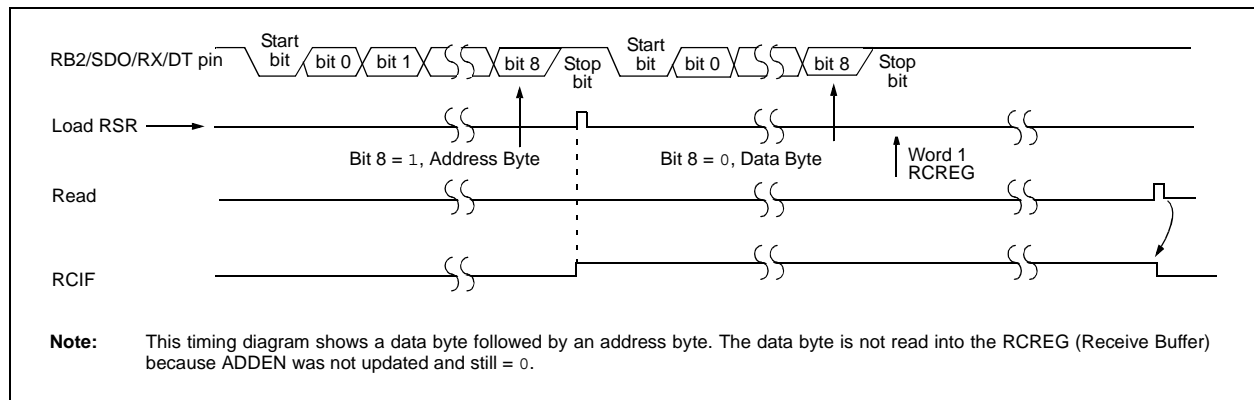 RB2/SDO/RX/DT pin
Start bit
bit 0
bit 1
bit 8
Stop bit
Start bit
bit 0
bit 8
Stop bit
Load RSR
Bit 8 = 1, Address Byte
Bit 8 = 0, Data Byte
Word 1
RCREG
Read
RCIF
Note: This timing diagram shows a data byte followed by an address byte. The data byte is not read into the RCREG (Receive Buffer)
because ADDEN was not updated and still = 0.